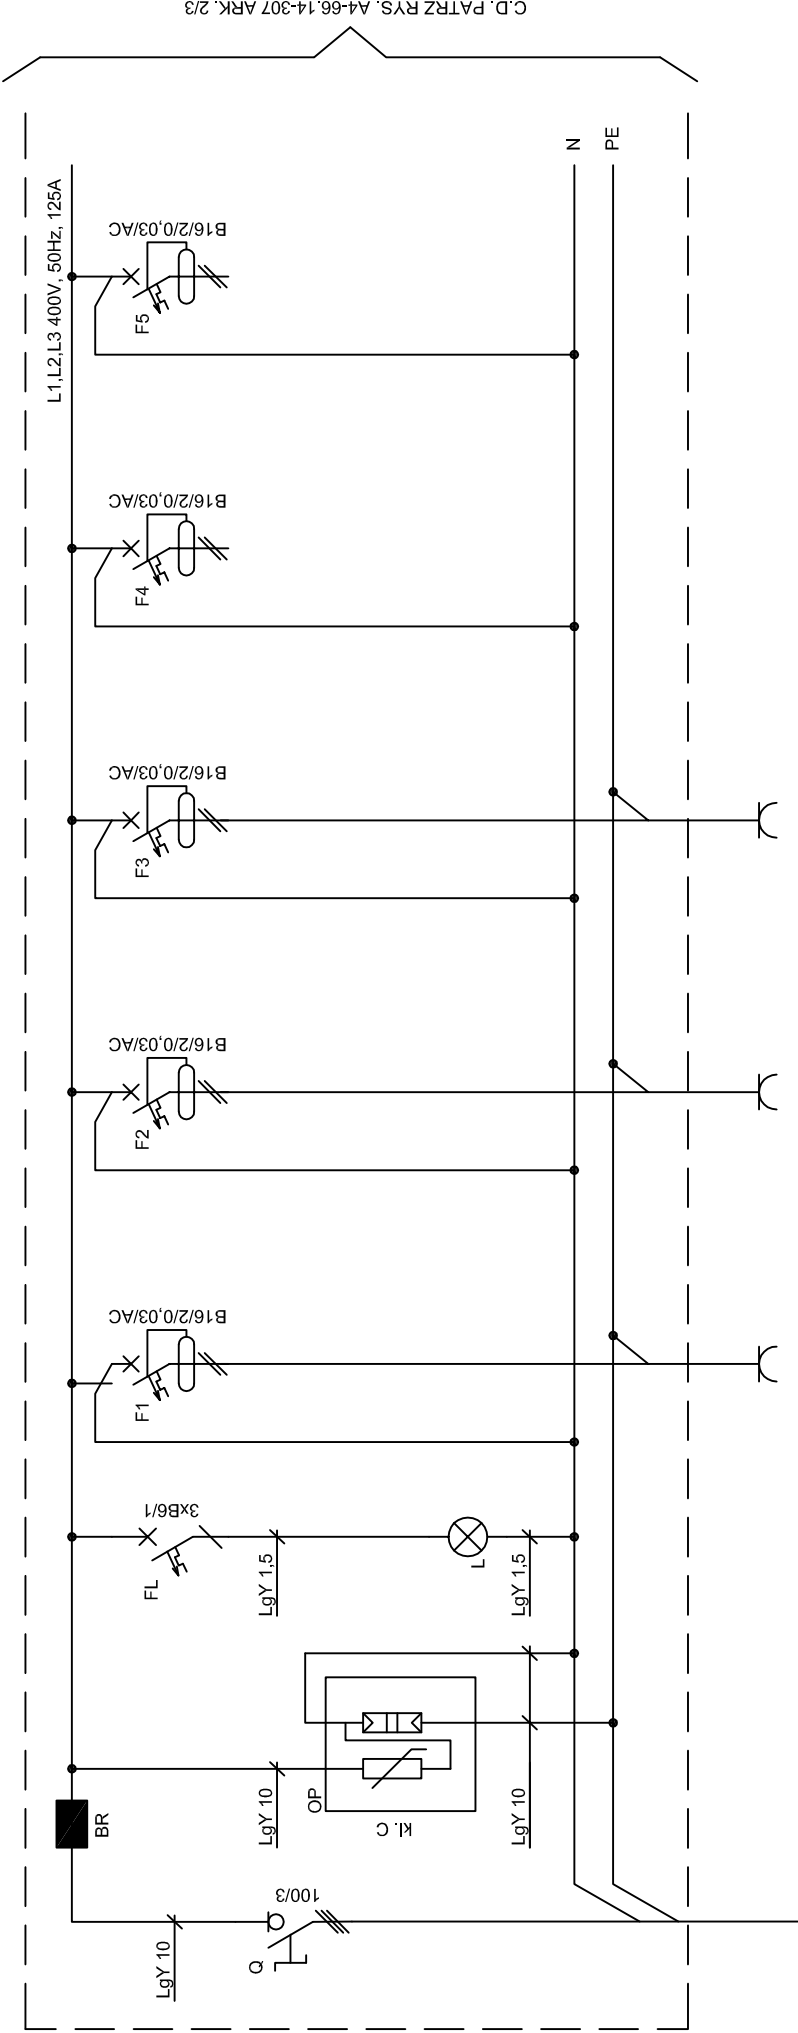 C.D. PATRZ RYS. A4-66.14-307 ARK. 2/3
N
PE
L1,L2,L3 400V, 50Hz, 125A
B16/2/0,03/AC
F5
B16/2/0,03/AC
F4
B16/2/0,03/AC
F3
B16/2/0,03/AC
F2
B16/2/0,03/AC
F1
3xB6/1
FL
LgY 1,5
L
LgY 1,5
LgY 10
OP
kl. C
LgY 10
BR
100/3
Q
LgY 10